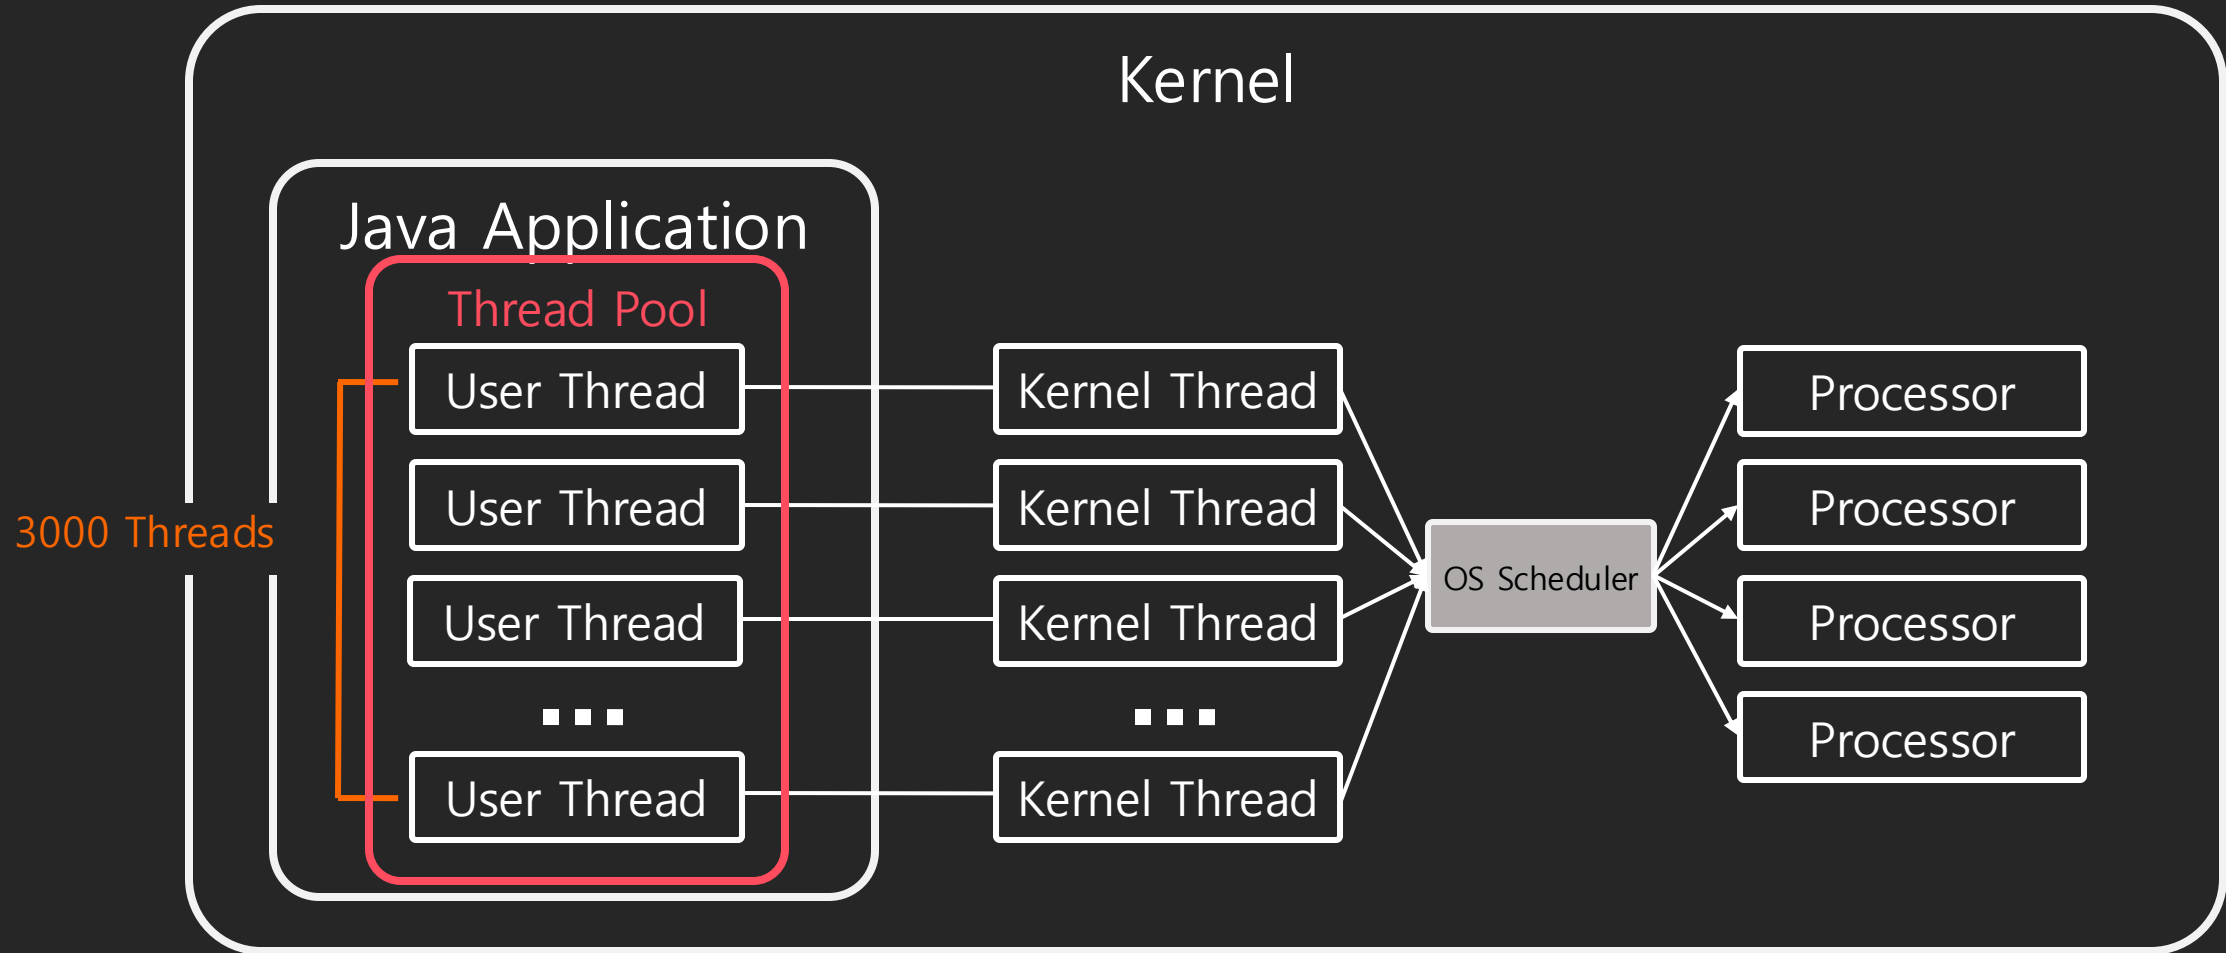 Kernel
Java Application
Thread Pool
User Thread
Kernel Thread
Processor
User Thread
Kernel Thread
Processor
3000 Threads
OS Scheduler
User Thread
Kernel Thread
Processor
...
...
Processor
User Thread
Kernel Thread